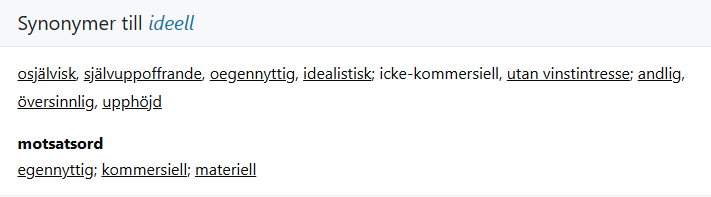 Synonymer till ideell
osjälvisk, självuppoffrande, oegennyttig, idealistisk; icke-kommersiell, utan vinstintresse; andlig,
översinnlig, upphöjd
motsatsord
egennyttig; kommersiell; materiell